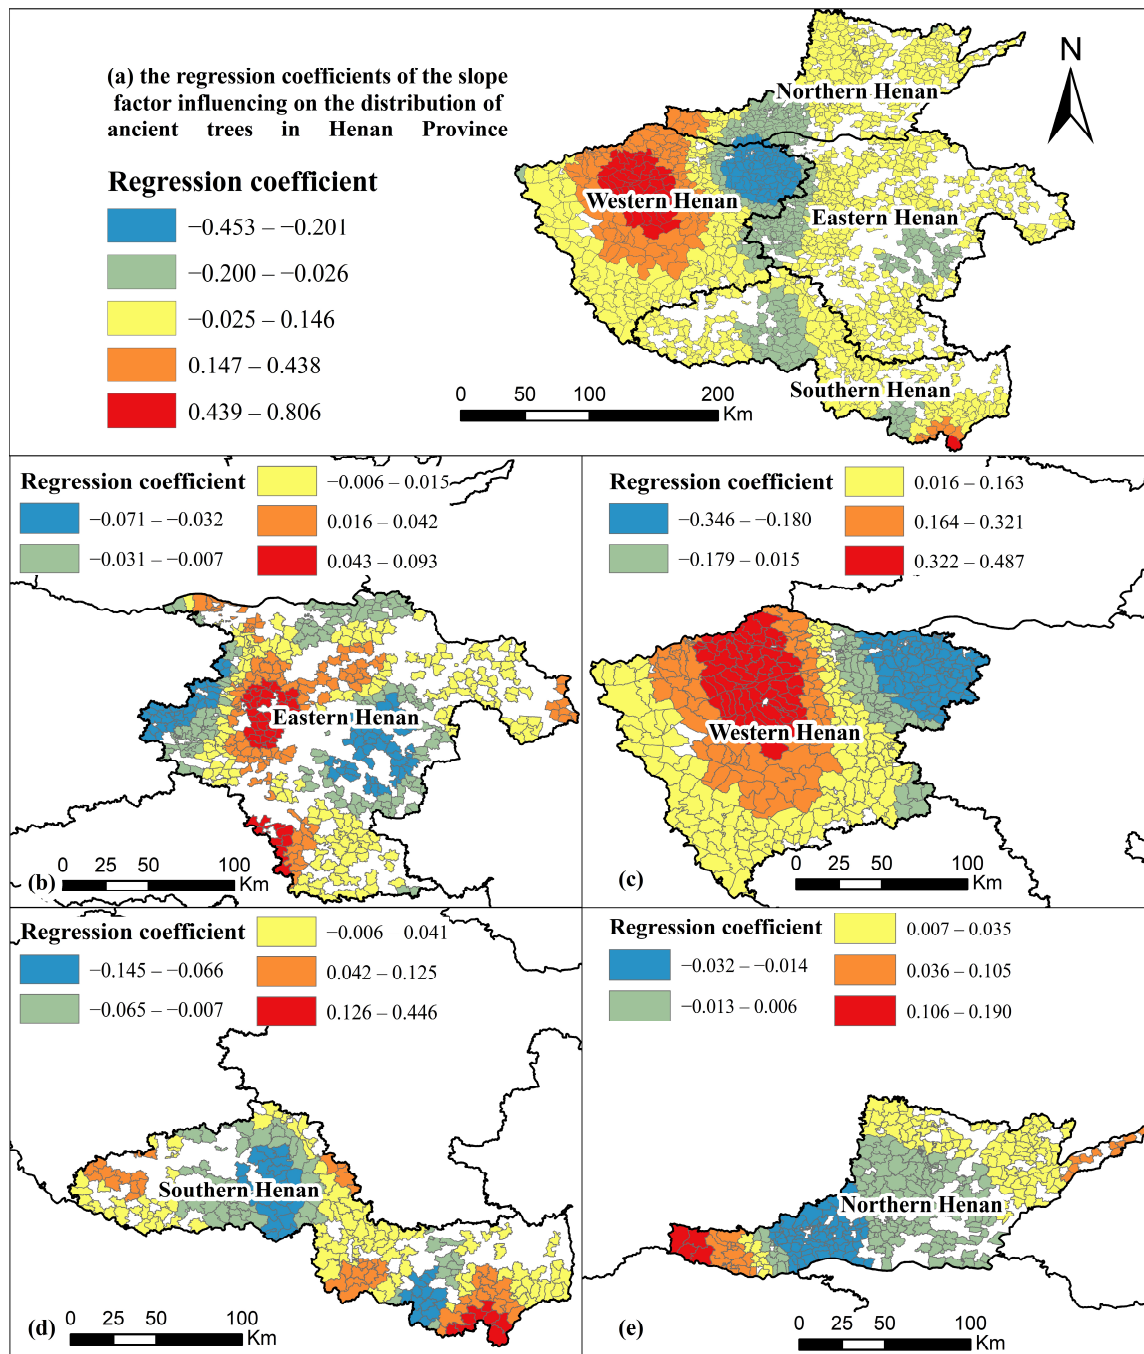 (a) the regression coefficients of the slope
factor influencing on the distribution of
ancient trees in Henan Province
Regression coefficient
−0.453 – −0.201
−0.200 – −0.026
−0.025 – 0.146
0.147 – 0.438
0.439 – 0.806
N
Northern Henan
Western Henan
Eastern Henan
Southern Henan
0 50 100 200
Km
Regression coefficient
−0.071 – −0.032
−0.031 – −0.007
−0.006 – 0.015
0.016 – 0.042
0.043 – 0.093
Eastern Henan
0 25 50 100
Km
(b)
Regression coefficient
−0.346 – −0.180
−0.179 – 0.015
0.016 – 0.163
0.164 – 0.321
0.322 – 0.487
Western Henan
0 25 50 100
Km
(c)
Regression coefficient
−0.145 – −0.066
−0.065 – −0.007
−0.006 0.041
0.042 – 0.125
0.126 – 0.446
Southern Henan
0 25 50 100
Km
(d)
Regression coefficient
−0.032 – −0.014
−0.013 – 0.006
0.007 – 0.035
0.036 – 0.105
0.106 – 0.190
Northern Henan
0 25 50 100
Km
(e)